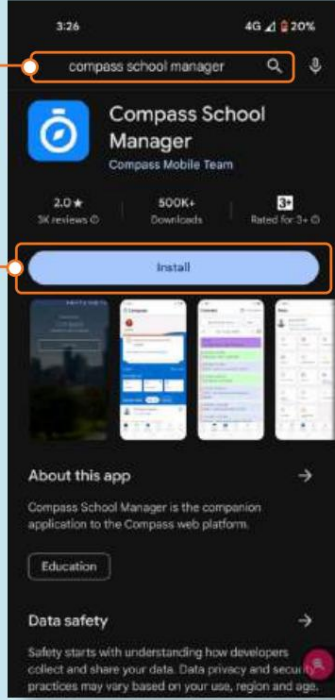 3:26 4G 20%
compass school manager
Compass School
Manager
Compass Mobile Team
2.0★ 500K+ 3+
3K reviews Downloads Rated for 3+
Install
About this app
Compass School Manager is the companion
application to the Compass web platform.
Education
Data safety
Safety starts with understanding how developers
collect and share your data. Data privacy and security
practices may vary based on your use, region and age.